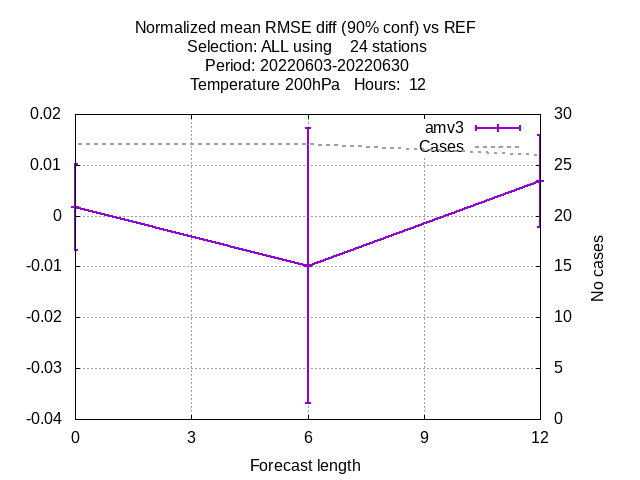 Normalized mean RMSE diff (90% conf) vs REF
Selection: ALL using    24 stations
Period: 20220603-20220630
Temperature 200hPa   Hours:  12
0.02
0.01
0
-0.01
-0.02
-0.03
-0.04
amv3
Cases
30
25
20
15
10
5
0
No cases
0 3 6 9 12
Forecast length